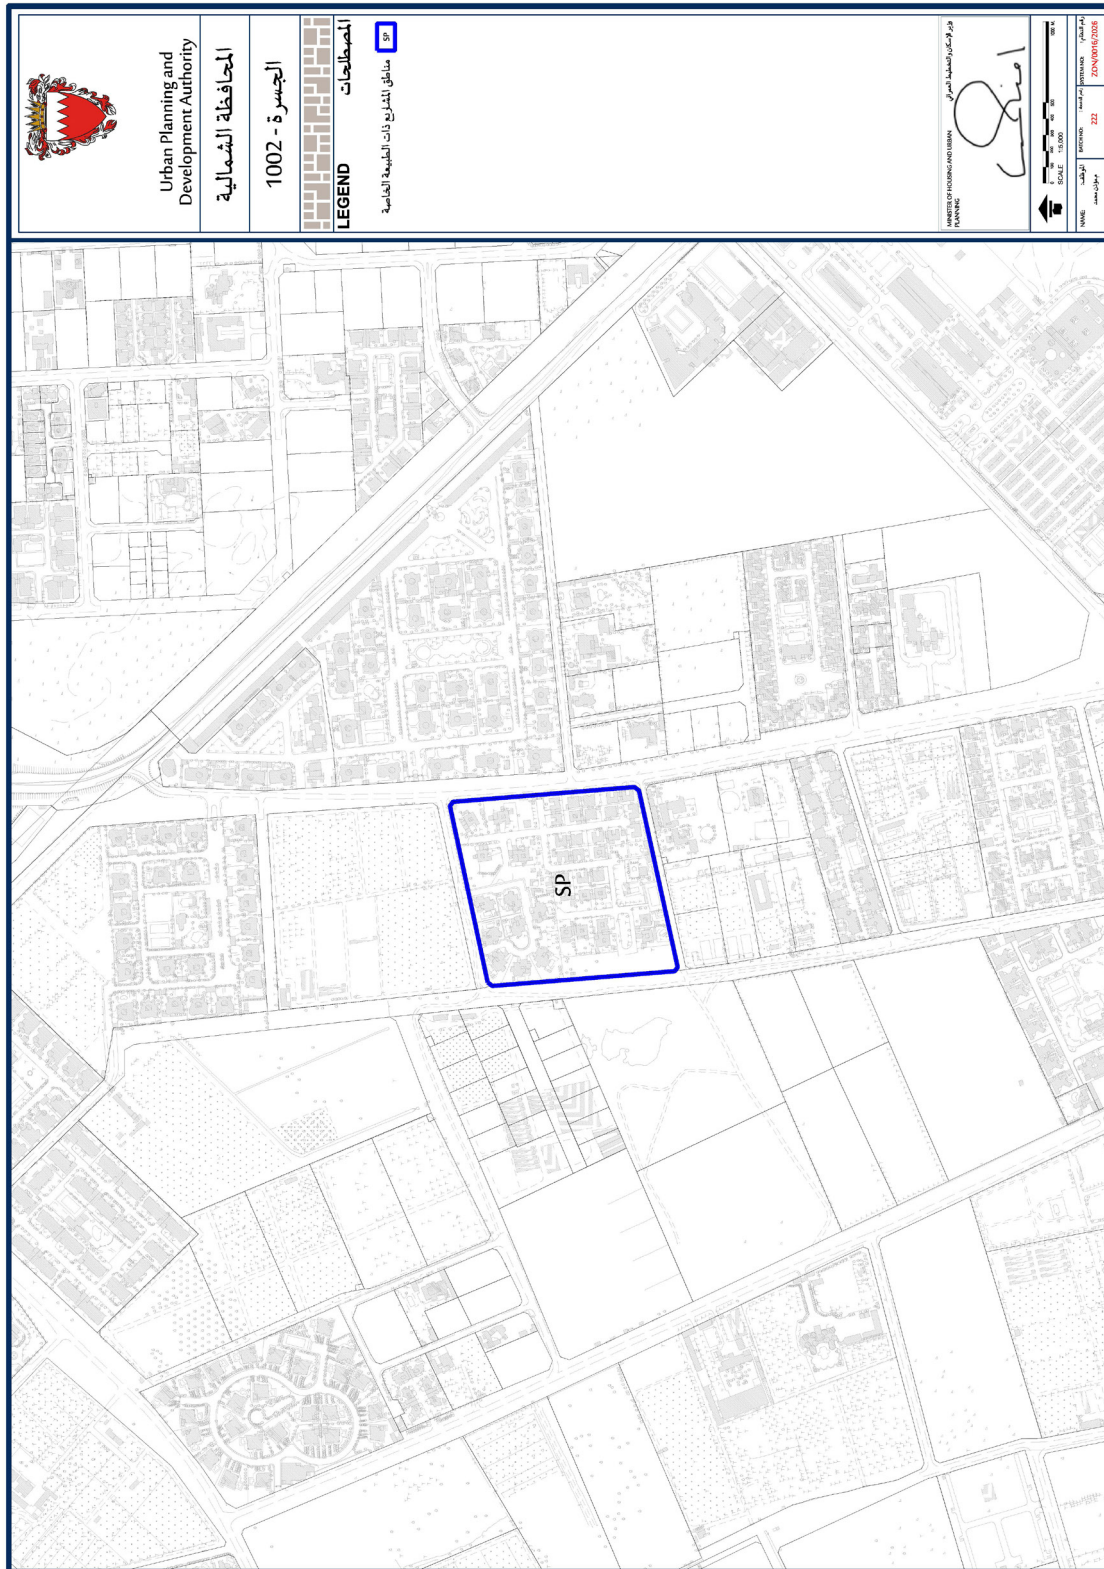 Urban Planning and
Development Authority
المحافظة الشمالية
الجسرة - 1002
LEGEND المصطلحات
SP مناطق المشاريع ذات الطبيعة الخاصة
SP
MINISTER OF HOUSING AND URBAN
PLANNING
وزير الإسكان والتخطيط العمراني
SCALE 1:5,000
NAME:
BATCH NO:
222
SYSTEM NO:
ZON/0016/2026